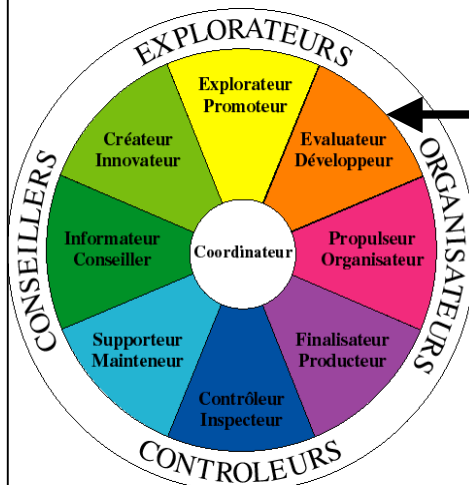 EXPLORATEURS
Explorateur
Promoteur
Créateur
Innovateur
Evaluateur
Développeur
CONSEILLERS
ORGANISATEURS
Informateur
Conseiller
Coordinateur
Propulseur
Organisateur
Supporteur
Mainteneur
Finalisateur
Producteur
Contrôleur
Inspecteur
CONTROLEURS